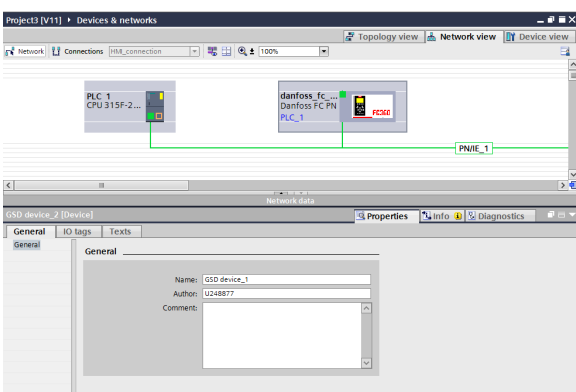 Project3 [V11] ▸ Devices & networks
Topology view Network view Device view
Network Connections HMI_connection 100%
PLC_1
CPU 315F-2...
danfoss_fc_...
Danfoss FC PN
PLC_1
FC360
PN/IE_1
Network data
GSD device_2 [Device]
Properties Info Diagnostics
General IO tags Texts
General
General
Name: GSD device_1
Author: U248877
Comment: